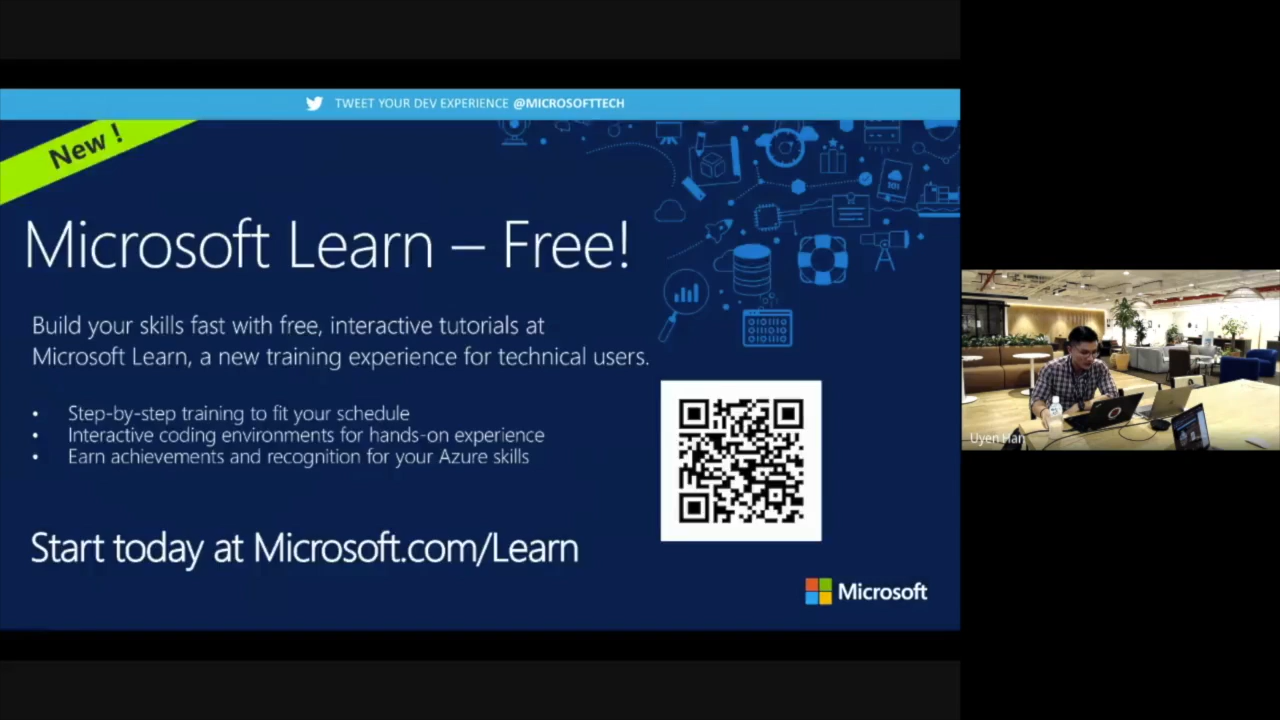 TWEET YOUR DEV EXPERIENCE @MICROSOFTTECH
New !
Microsoft Learn – Free!
Build your skills fast with free, interactive tutorials at
Microsoft Learn, a new training experience for technical users.
• Step-by-step training to fit your schedule
• Interactive coding environments for hands-on experience
• Earn achievements and recognition for your Azure skills
Start today at Microsoft.com/Learn
Microsoft
Uyen Han